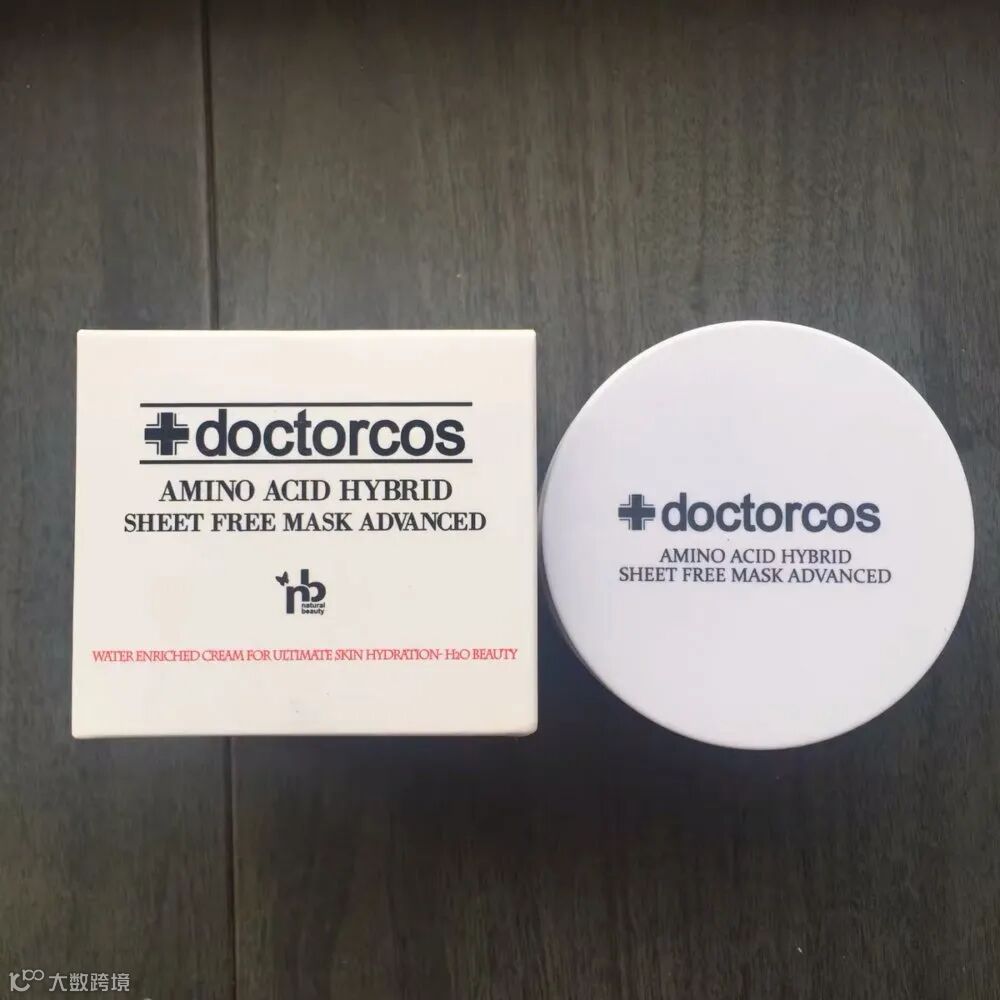 doctorcos
AMINO ACID HYBRID
SHEET FREE MASK ADVANCED
nb
natural
beauty
WATER ENRICHED CREAM FOR ULTIMATE SKIN HYDRATION- H2O BEAUTY
doctorcos
AMINO ACID HYBRID
SHEET FREE MASK ADVANCED
大数跨境